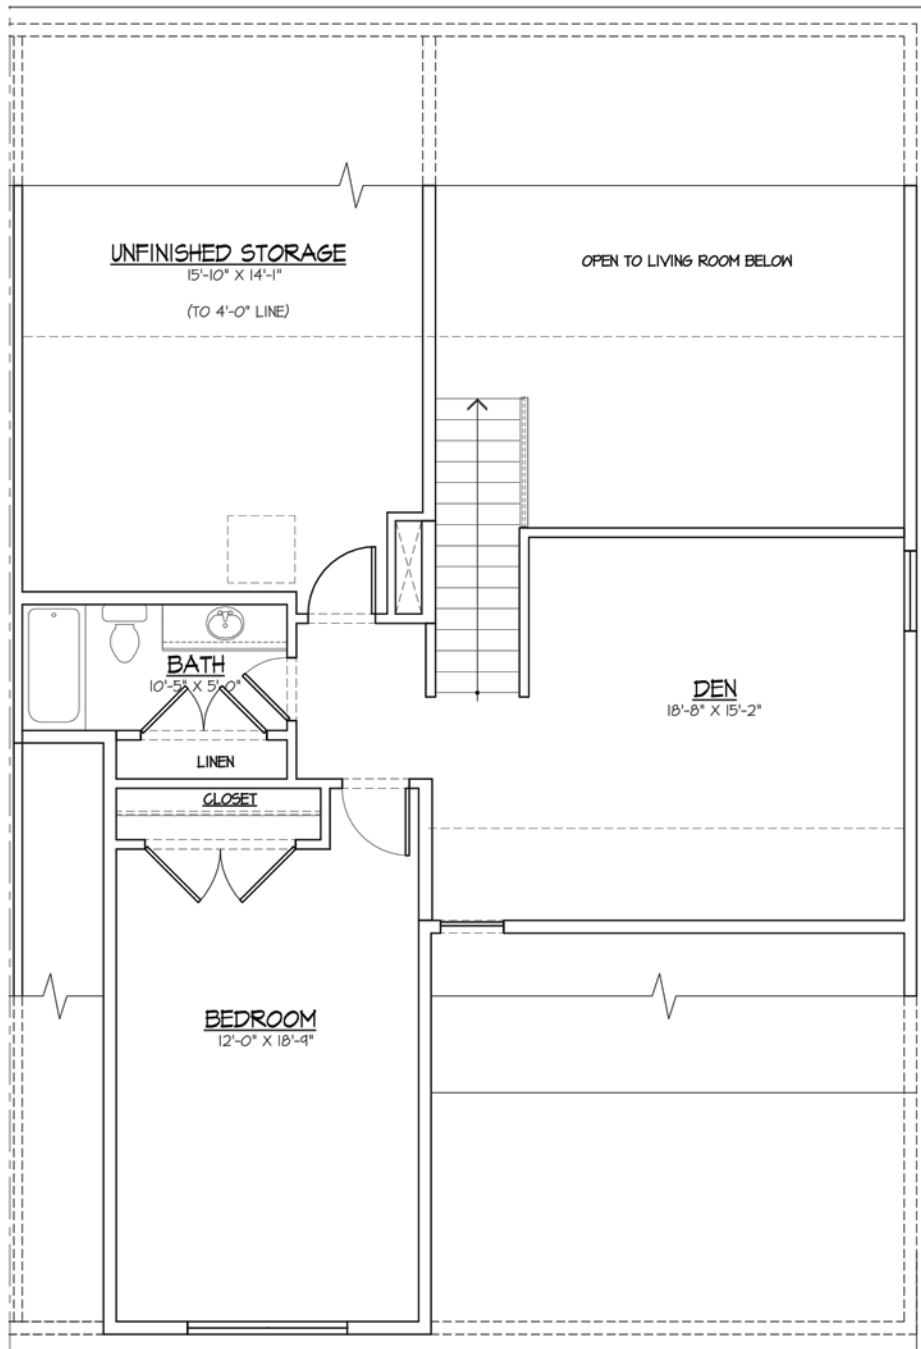 UNFINISHED STORAGE
15'-10" X 14'-1"
(TO 4'-0" LINE)
OPEN TO LIVING ROOM BELOW
BATH
10'-5" X 5'-0"
DEN
18'-8" X 15'-2"
LINEN
CLOSET
BEDROOM
12'-0" X 18'-9"